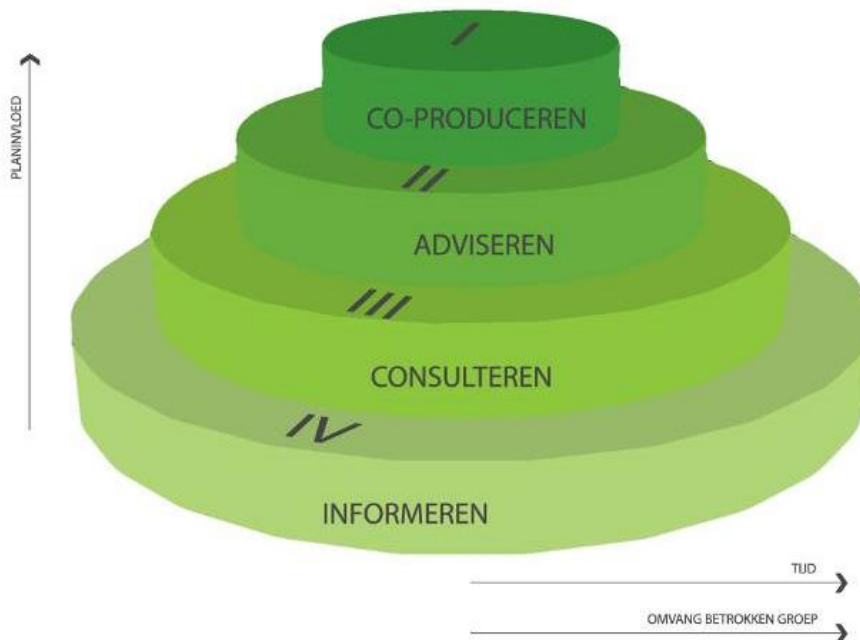 I
CO-PRODUCEREN
PLANINVLOED
II
ADVISEREN
III
CONSULTEREN
IV
INFORMEREN
TIJD
OMVANG BETROKKEN GROEP